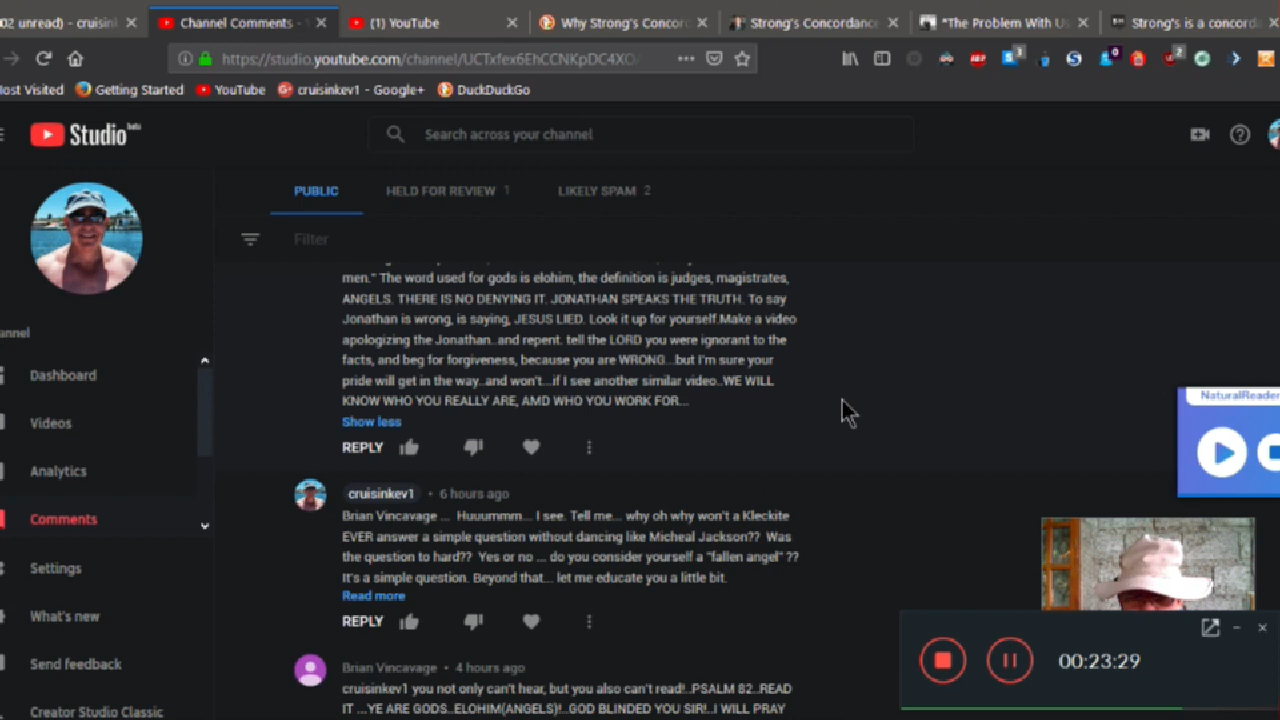 02 unread) - cruisinl
Channel Comments -
(1) YouTube
Why Strong's Concor
Strong's Concordance
"The Problem With Us
Strong's is a concord
https://studio.youtube.com/channel/UCTxfex6EhCCNKpDC4XO
3
0
2
lost Visited
Getting Started
YouTube
cruisinkev1 - Google+
DuckDuckGo
Studio beta
Search across your channel
PUBLIC
HELD FOR REVIEW 1
LIKELY SPAM 2
Filter
annel
Dashboard
Videos
Analytics
Comments
Settings
What's new
Send feedback
Creator Studio Classic
men." The word used for gods is elohim, the definition is judges, magistrates,
ANGELS. THERE IS NO DENYING IT. JONATHAN SPEAKS THE TRUTH. To say
Jonathan is wrong, is saying, JESUS LIED. Look it up for yourself.Make a video
apologizing the Jonathan..and repent. tell the LORD you were ignorant to the
facts, and beg for forgiveness, because you are WRONG...but I'm sure your
pride will get in the way..and won't...if I see another similar video..WE WILL
KNOW WHO YOU REALLY ARE, AMD WHO YOU WORK FOR...
Show less
REPLY
cruisinkev1 • 6 hours ago
Brian Vincavage ... Huuummm... I see. Tell me... why oh why won't a Kleckite
EVER answer a simple question without dancing like Micheal Jackson?? Was
the question to hard?? Yes or no ... do you consider yourself a "fallen angel" ??
It's a simple question. Beyond that... let me educate you a little bit.
Read more
REPLY
Brian Vincavage • 4 hours ago
cruisinkev1 you not only can't hear, but you also can't read!..PSALM 82..READ
IT ...YE ARE GODS..ELOHIM(ANGELS)!..GOD BLINDED YOU SIR!..I WILL PRAY
NaturalReader
00:23:29